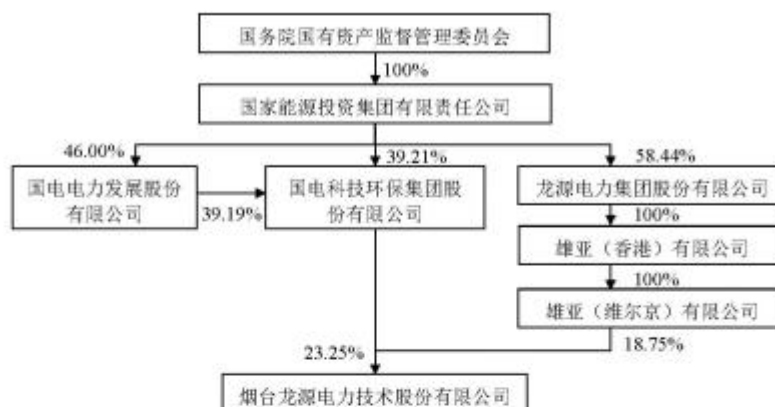 国务院国有资产监督管理委员会
100%
国家能源投资集团有限责任公司
46.00%
39.21%
58.44%
国电电力发展股份
有限公司
39.19%
国电科技环保集团股
份有限公司
龙源电力集团股份有限公司
100%
雄亚（香港）有限公司
100%
雄亚（维尔京）有限公司
23.25%
18.75%
烟台龙源电力技术股份有限公司